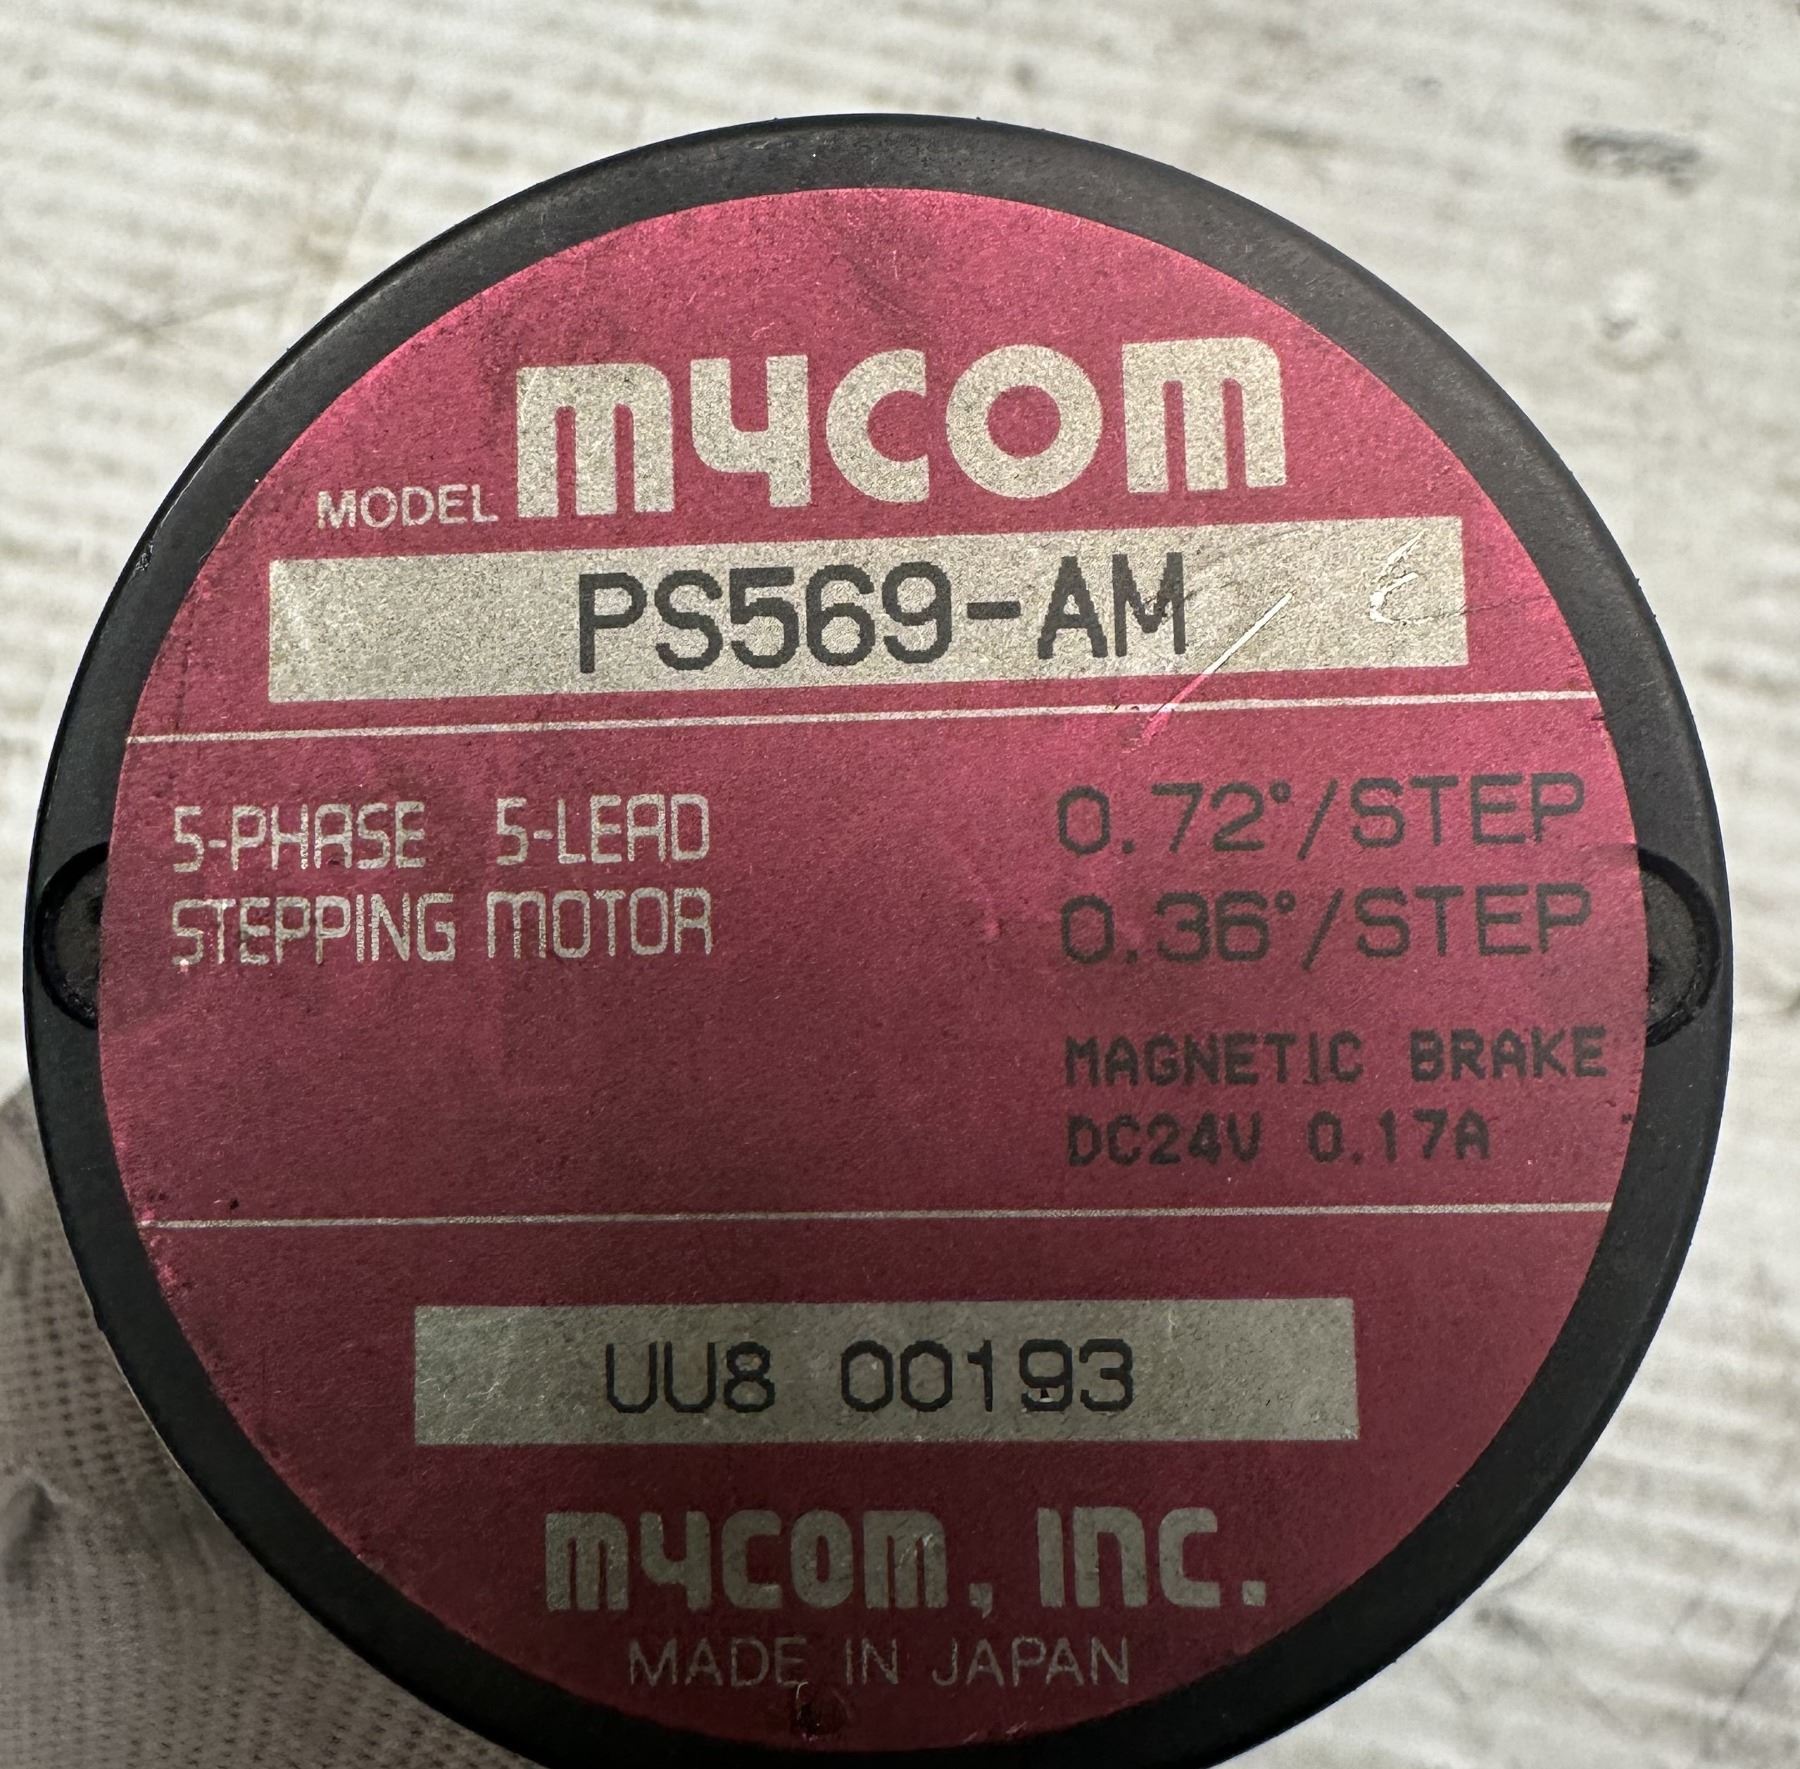 mycom
MODEL
PS569-AM
5-PHASE 5-LEAD
STEPPING MOTOR
0.72°/STEP
0.36°/STEP
MAGNETIC BRAKE
DC24V 0.17A
UU8 00193
mycom, INC.
MADE IN JAPAN